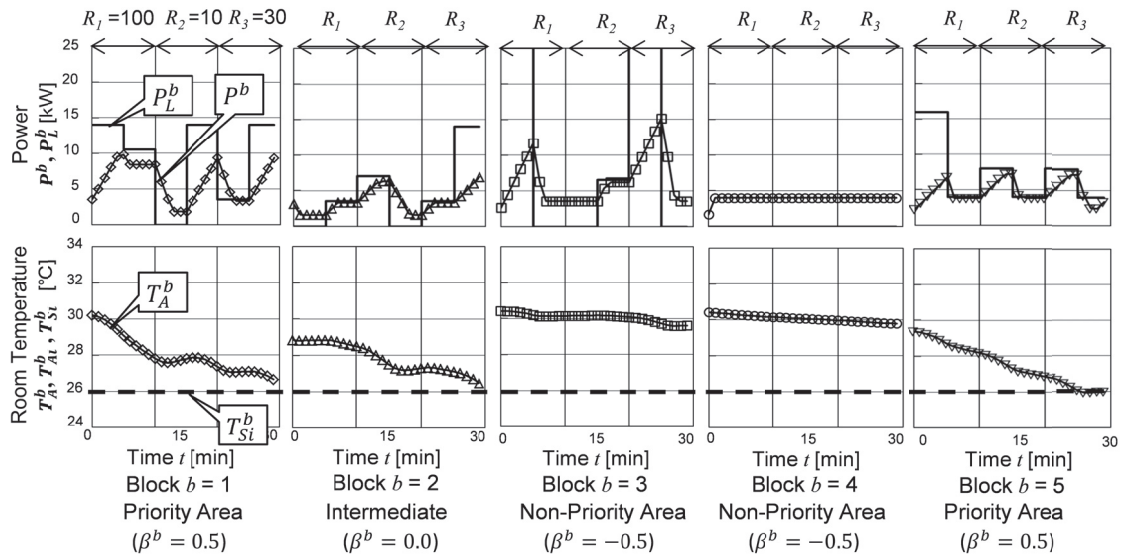 R₁=100 R₂=10 R₃=30 R₁ R₂ R₃ R₁ R₂ R₃ R₁ R₂ R₃ R₁ R₂ R₃
Power
P^b, P_L^b [kW]
25
20
15
10
5
0
P_L^b P^b
Room Temperature
T_A^b, T_Ai^b, T_Si^b [°C]
34
32
30
28
26
24
T_A^b
T_Si^b
0 15 30 0 15 30 0 15 30 0 15 30 0 15 30
Time t [min] Time t [min] Time t [min] Time t [min] Time t [min]
Block b = 1 Block b = 2 Block b = 3 Block b = 4 Block b = 5
Priority Area Intermediate Non-Priority Area Non-Priority Area Priority Area
(β^b = 0.5) (β^b = 0.0) (β^b = −0.5) (β^b = −0.5) (β^b = 0.5)